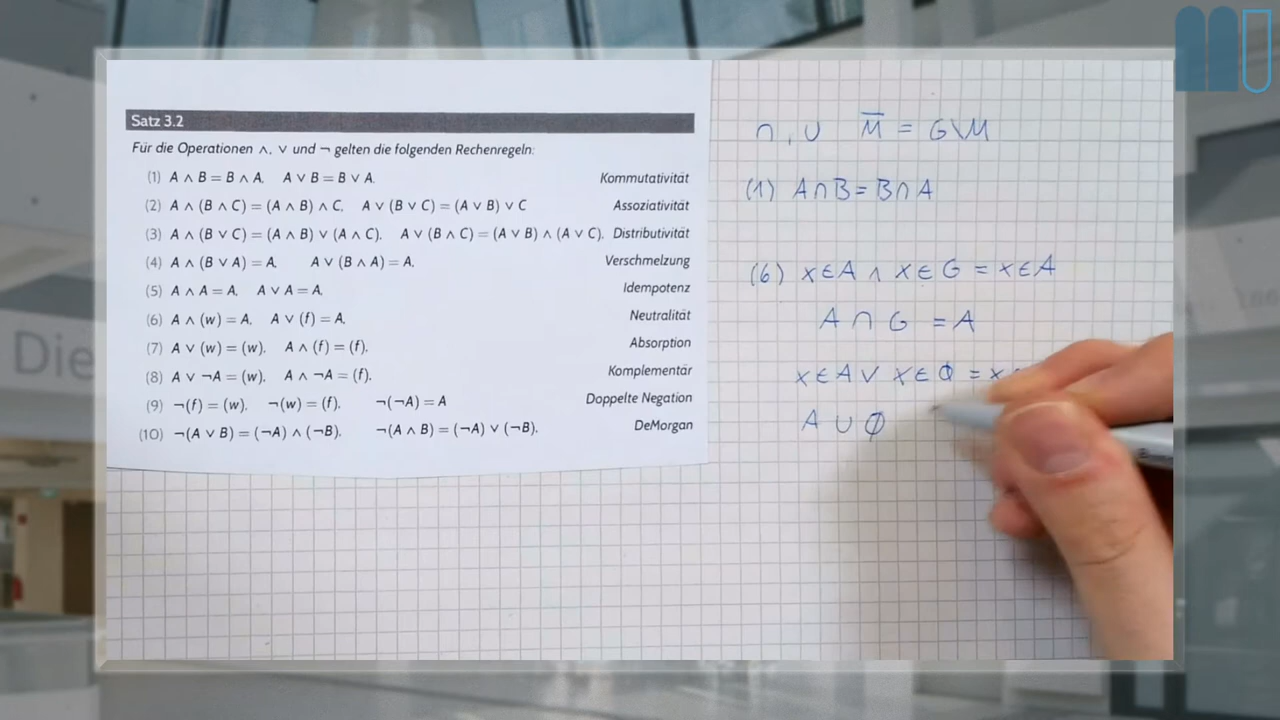 Satz 3.2
Für die Operationen ∧, ∨ und ¬ gelten die folgenden Rechenregeln:
(1) A ∧ B = B ∧ A, A ∨ B = B ∨ A. Kommutativität
(2) A ∧ (B ∧ C) = (A ∧ B) ∧ C, A ∨ (B ∨ C) = (A ∨ B) ∨ C Assoziativität
(3) A ∧ (B ∨ C) = (A ∧ B) ∨ (A ∧ C), A ∨ (B ∧ C) = (A ∨ B) ∧ (A ∨ C). Distributivität
(4) A ∧ (B ∨ A) = A, A ∨ (B ∧ A) = A. Verschmelzung
(5) A ∧ A = A, A ∨ A = A. Idempotenz
(6) A ∧ (w) = A, A ∨ (f) = A. Neutralität
(7) A ∨ (w) = (w), A ∧ (f) = (f). Absorption
(8) A ∨ ¬A = (w), A ∧ ¬A = (f). Komplementär
(9) ¬(f) = (w), ¬(w) = (f), ¬(¬A) = A Doppelte Negation
(10) ¬(A ∨ B) = (¬A) ∧ (¬B), ¬(A ∧ B) = (¬A) ∨ (¬B). DeMorgan
∩, ∪ M̅ = G\M
(1) A∩B = B∩A
(6) x∈A ∧ x∈G = x∈A
A ∩ G = A
x∈A ∨ x∈∅ = x
A ∪ ∅
Die